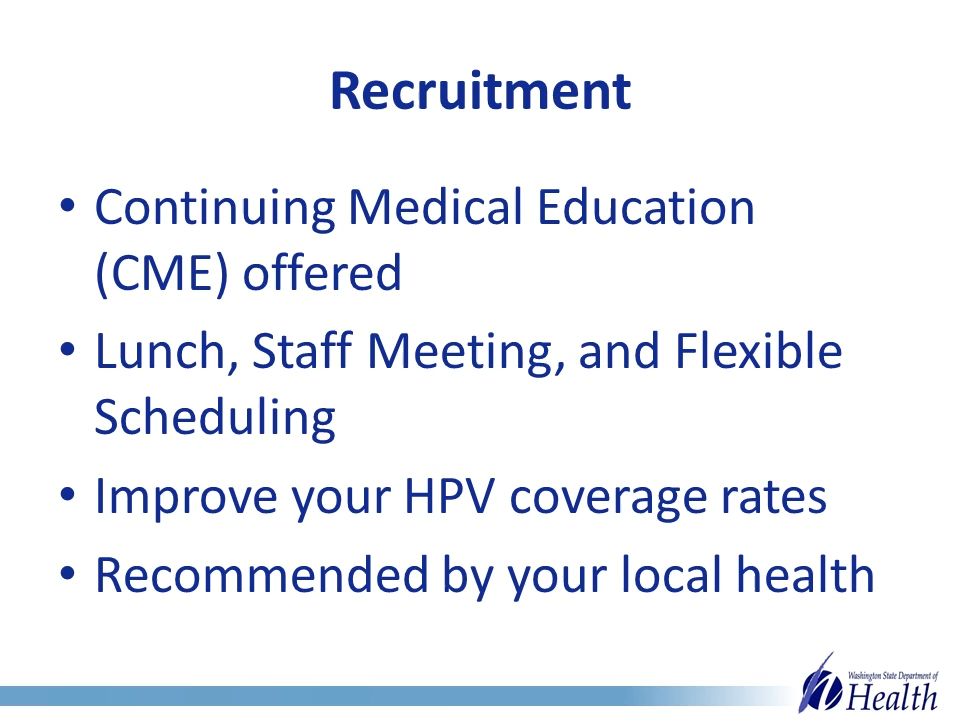 Recruitment
• Continuing Medical Education
(CME) offered
• Lunch, Staff Meeting, and Flexible
Scheduling
• Improve your HPV coverage rates
• Recommended by your local health
Washington State Department of
Health